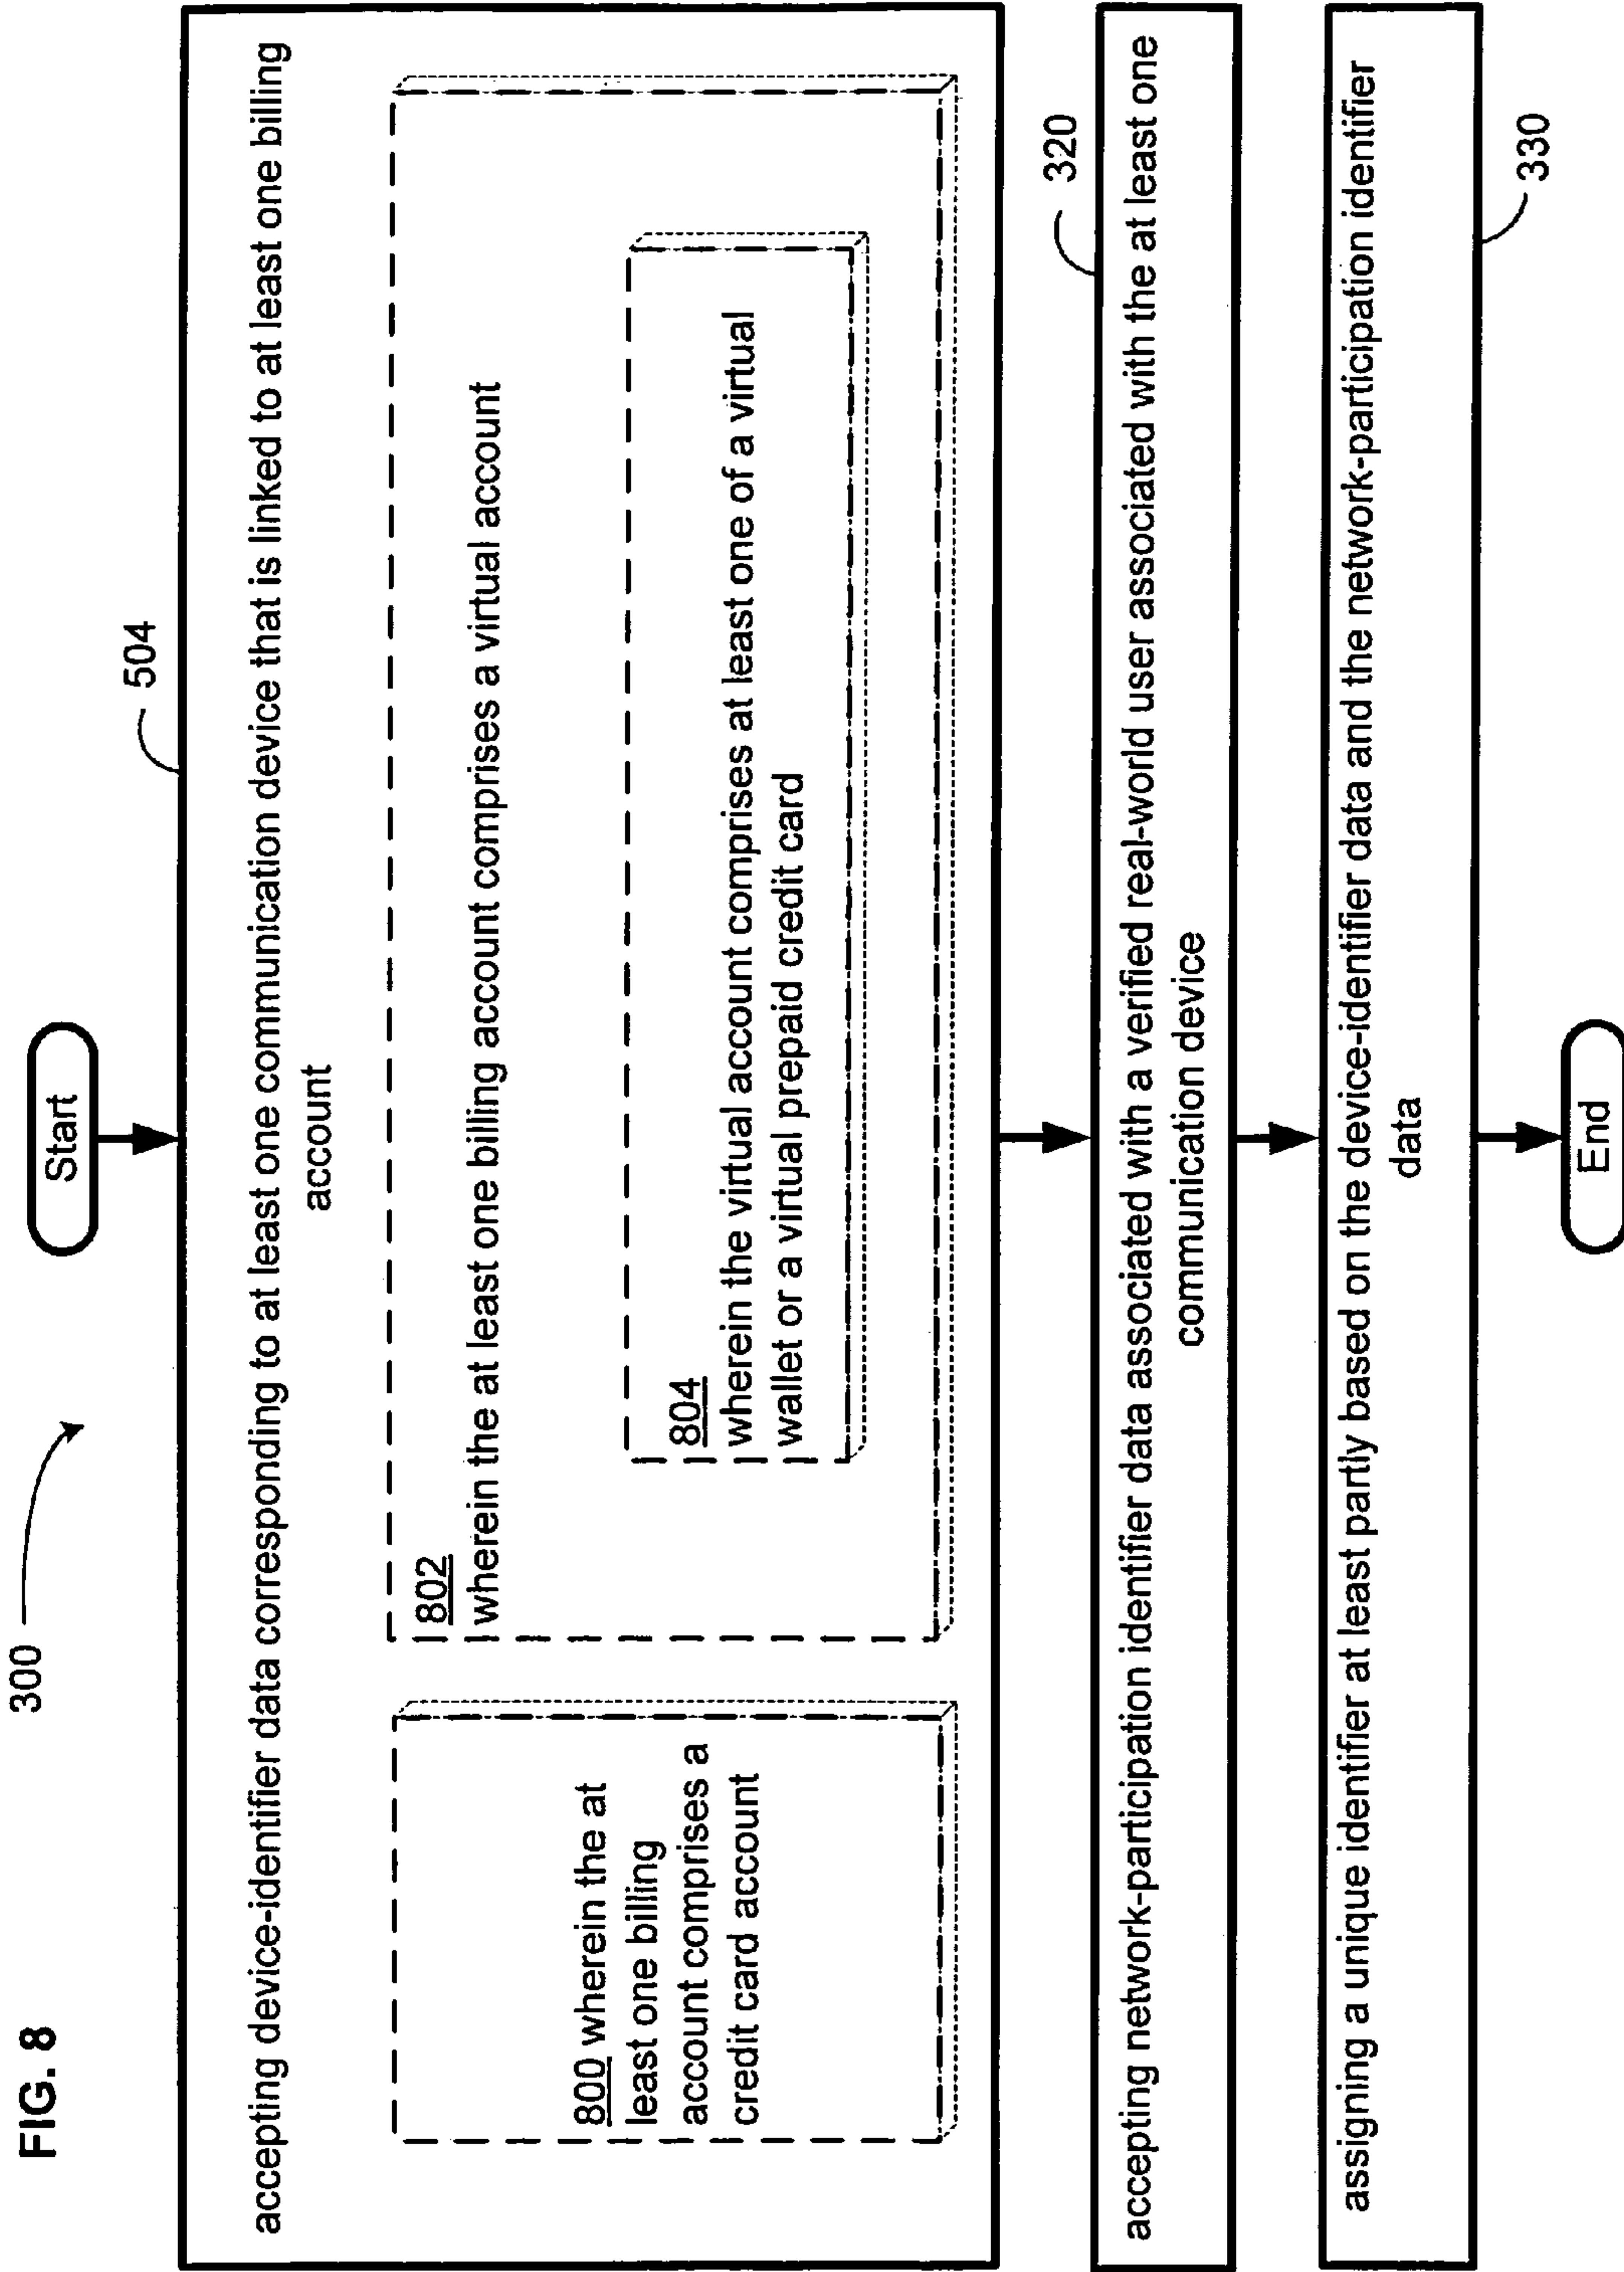 FIG. 8
300
Start
504
accepting device-identifier data corresponding to at least one communication device that is linked to at least one billing
account
800 wherein the at
least one billing
account comprises a
credit card account
802
wherein the at least one billing account comprises a virtual account
804
wherein the virtual account comprises at least one of a virtual
wallet or a virtual prepaid credit card
320
accepting network-participation identifier data associated with a verified real-world user associated with the at least one
communication device
330
assigning a unique identifier at least partly based on the device-identifier data and the network-participation identifier
data
End